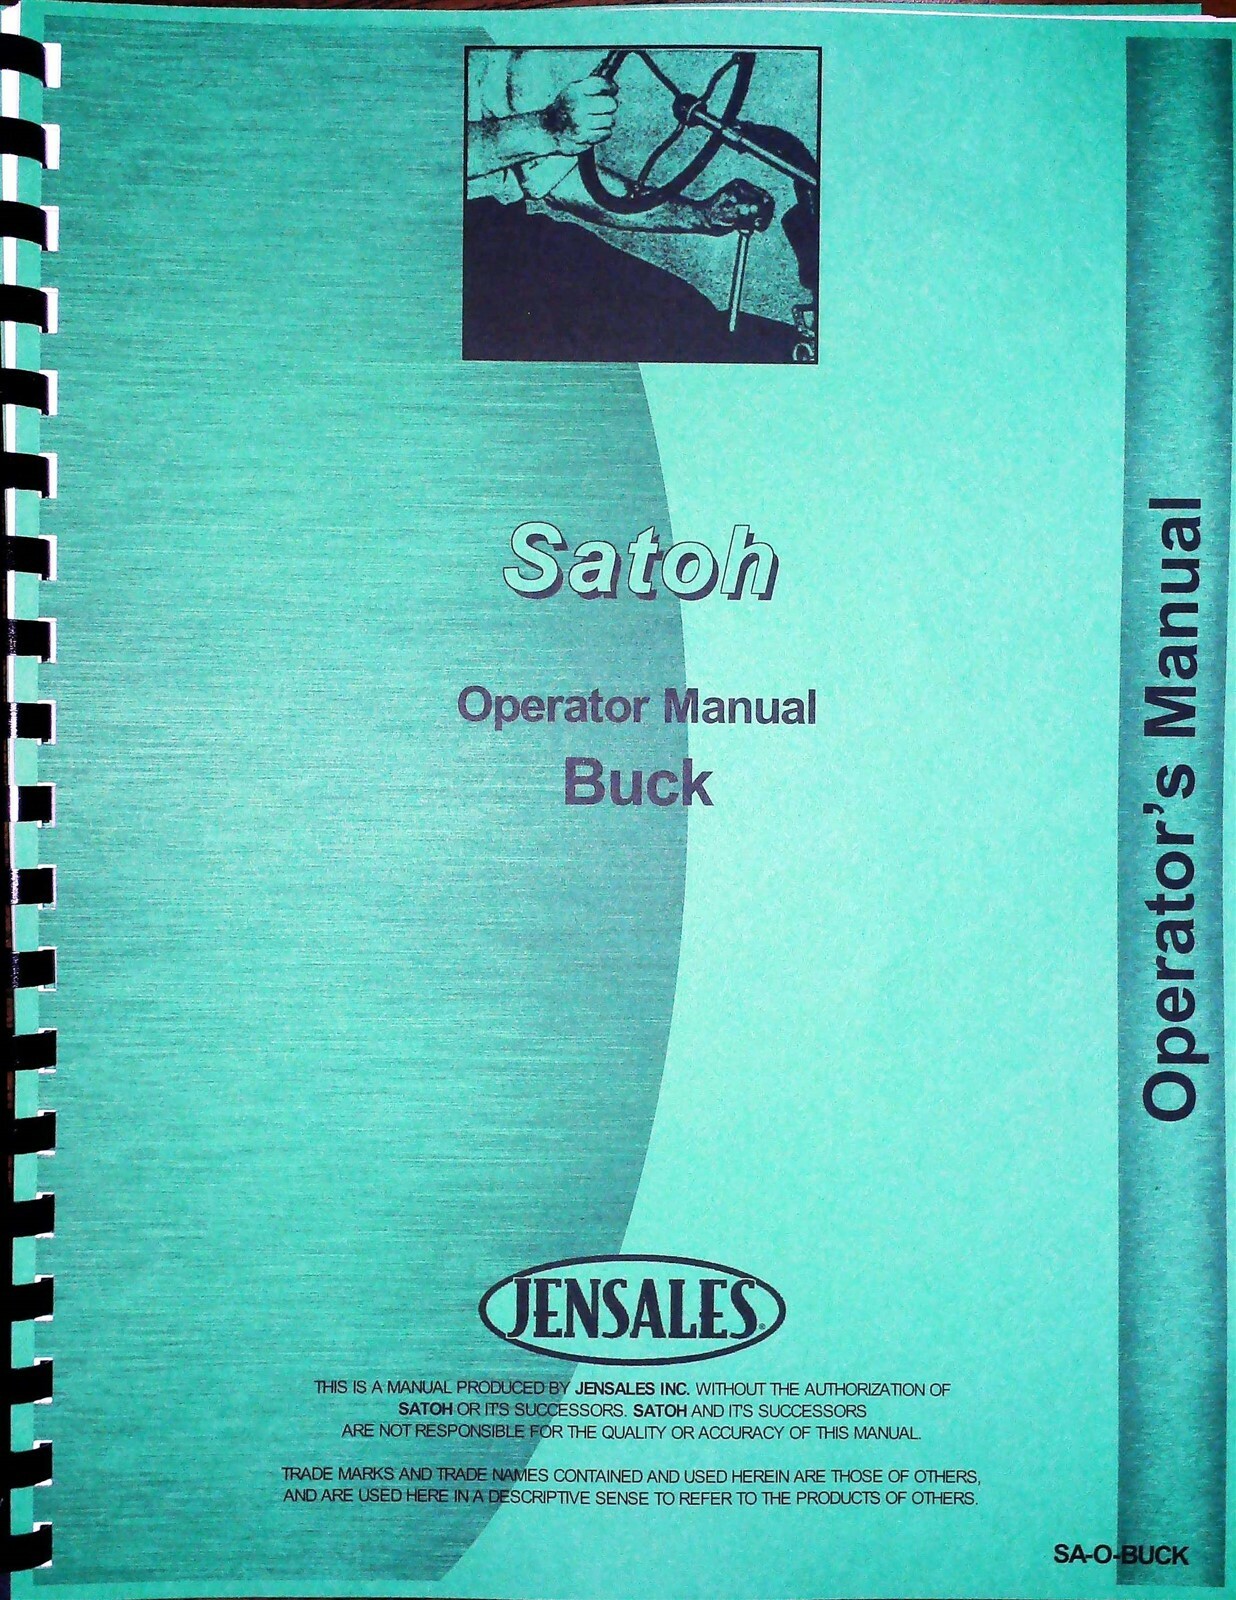 Satoh
Operator Manual
Buck
Operator's Manual
JENSALES®
THIS IS A MANUAL PRODUCED BY JENSALES INC. WITHOUT THE AUTHORIZATION OF
SATOH OR IT'S SUCCESSORS. SATOH AND IT'S SUCCESSORS
ARE NOT RESPONSIBLE FOR THE QUALITY OR ACCURACY OF THIS MANUAL.
TRADE MARKS AND TRADE NAMES CONTAINED AND USED HEREIN ARE THOSE OF OTHERS,
AND ARE USED HERE IN A DESCRIPTIVE SENSE TO REFER TO THE PRODUCTS OF OTHERS.
SA-O-BUCK